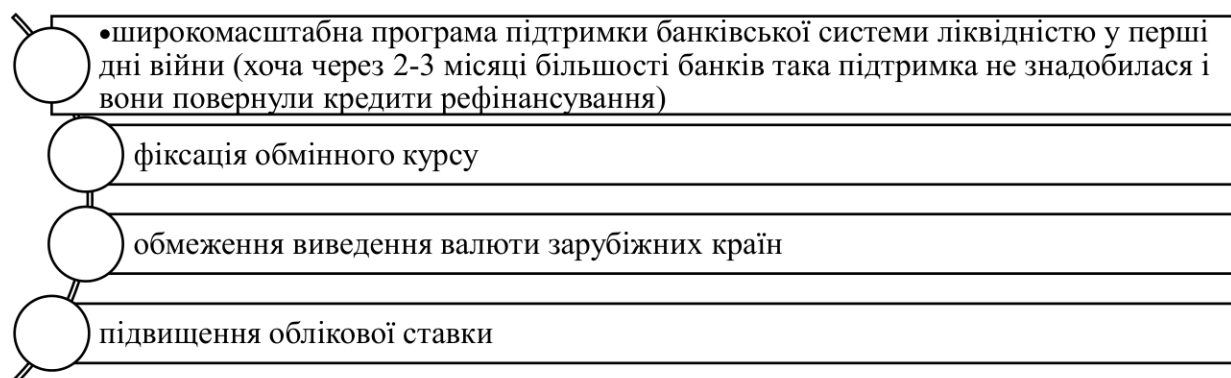 •широкомасштабна програма підтримки банківської системи ліквідністю у перші
дні війни (хоча через 2-3 місяці більшості банків така підтримка не знадобилася і
вони повернули кредити рефінансування)
фіксація обмінного курсу
обмеження виведення валюти зарубіжних країн
підвищення облікової ставки